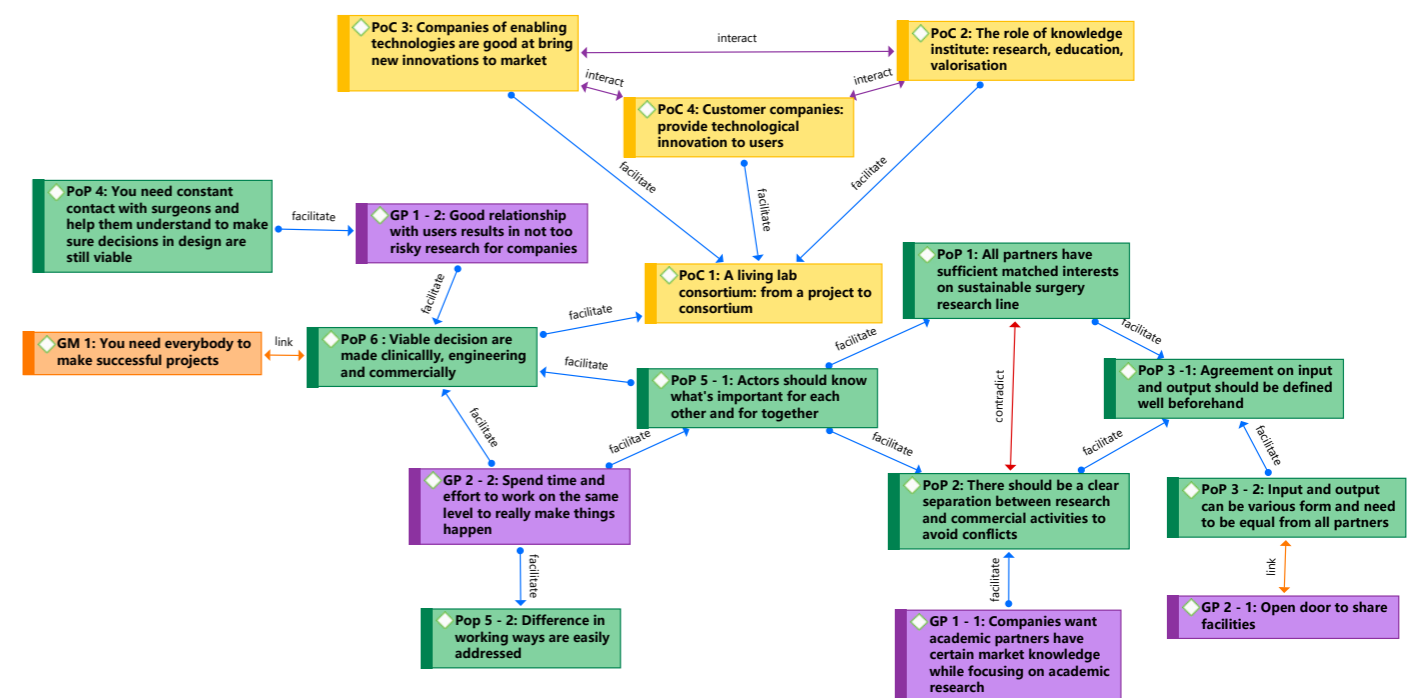 PoC 3: Companies of enabling
technologies are good at bring
new innovations to market
interact
PoC 2: The role of knowledge
institute: research, education,
valorisation
interact
interact
PoC 4: Customer companies:
provide technological
innovation to users
facilitate
facilitate
facilitate
PoP 4: You need constant
contact with surgeons and
help them understand to make
sure decisions in design are
still viable
facilitate
GP 1 - 2: Good relationship
with users results in not too
risky research for companies
facilitate
PoC 1: A living lab
consortium: from a project to
consortium
PoP 1: All partners have
sufficient matched interests
on sustainable surgery
research line
GM 1: You need everybody to
make successful projects
link
PoP 6 : Viable decision are
made clinicallly, engineering
and commercially
facilitate
facilitate
facilitate
facilitate
PoP 5 - 1: Actors should know
what's important for each
other and for together
contradict
PoP 3 -1: Agreement on input
and output should be defined
well beforehand
facilitate
facilitate
facilitate
facilitate
facilitate
GP 2 - 2: Spend time and
effort to work on the same
level to really make things
happen
PoP 2: There should be a clear
separation between research
and commercial activities to
avoid conflicts
PoP 3 - 2: Input and output
can be various form and need
to be equal from all partners
facilitate
facilitate
link
Pop 5 - 2: Difference in
working ways are easily
addressed
GP 1 - 1: Companies want
academic partners have
certain market knowledge
while focusing on academic
research
GP 2 - 1: Open door to share
facilities